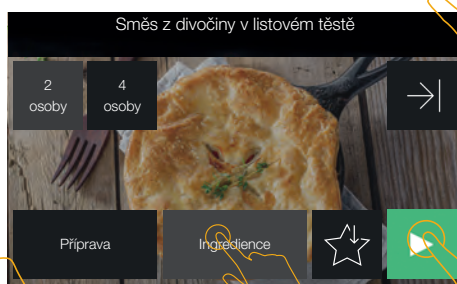 Směs z divočiny v listovém těstě
2
osoby
4
osoby
Příprava
Ingredience